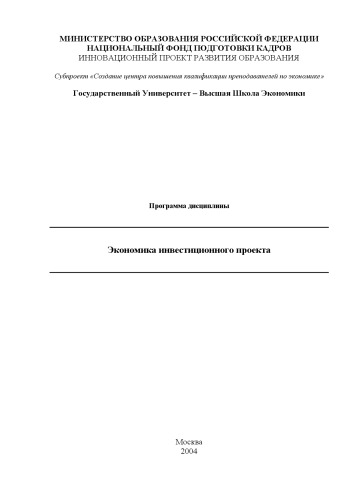 МИНИСТЕРСТВО ОБРАЗОВАНИЯ РОССИЙСКОЙ ФЕДЕРАЦИИ
НАЦИОНАЛЬНЫЙ ФОНД ПОДГОТОВКИ КАДРОВ
ИННОВАЦИОННЫЙ ПРОЕКТ РАЗВИТИЯ ОБРАЗОВАНИЯ
Субпроект «Создание центра повышения квалификации преподавателей по экономике»
Государственный Университет – Высшая Школа Экономики
Программа дисциплины
Экономика инвестиционного проекта
Москва
2004